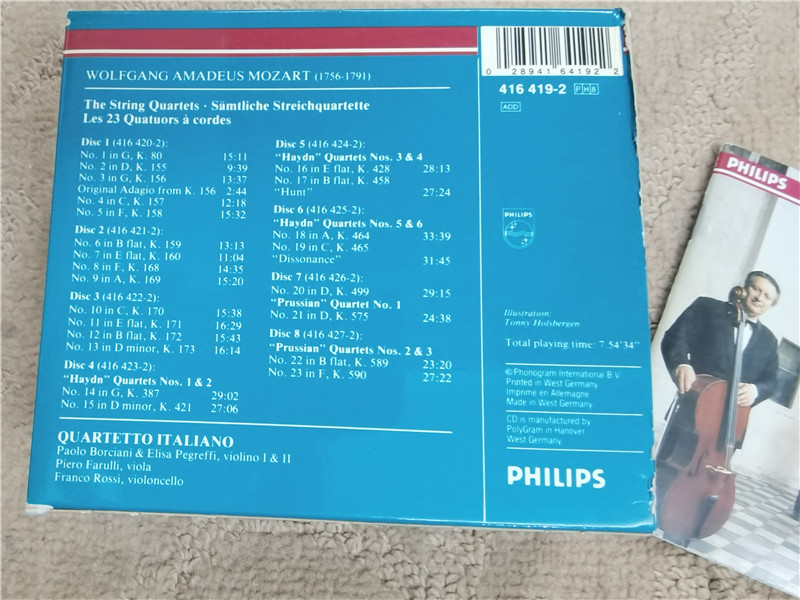 WOLFGANG AMADEUS MOZART (1756-1791)
The String Quartets · Sämtliche Streichquartette
Les 23 Quatuors à cordes
Disc 1 (416 420-2):
No. 1 in G, K. 80 15:11
No. 2 in D, K. 155 9:39
No. 3 in G, K. 156 13:37
Original Adagio from K. 156 2:44
No. 4 in C, K. 157 12:18
No. 5 in F, K. 158 15:32
Disc 2 (416 421-2):
No. 6 in B flat, K. 159 13:13
No. 7 in E flat, K. 160 11:04
No. 8 in F, K. 168 14:35
No. 9 in A, K. 169 15:20
Disc 3 (416 422-2):
No. 10 in C, K. 170 15:38
No. 11 in E flat, K. 171 16:29
No. 12 in B flat, K. 172 15:43
No. 13 in D minor, K. 173 16:14
Disc 4 (416 423-2):
"Haydn" Quartets Nos. 1 & 2
No. 14 in G, K. 387 29:02
No. 15 in D minor, K. 421 27:06
Disc 5 (416 424-2):
"Haydn" Quartets Nos. 3 & 4
No. 16 in E flat, K. 428 28:13
No. 17 in B flat, K. 458
"Hunt" 27:24
Disc 6 (416 425-2):
"Haydn" Quartets Nos. 5 & 6
No. 18 in A, K. 464 33:39
No. 19 in C, K. 465
"Dissonance" 31:45
Disc 7 (416 426-2):
No. 20 in D, K. 499 29:15
"Prussian" Quartet No. 1
No. 21 in D, K. 575 24:38
Disc 8 (416 427-2):
"Prussian" Quartets Nos. 2 & 3
No. 22 in B flat, K. 589 23:20
No. 23 in F, K. 590 27:22
QUARTETTO ITALIANO
Paolo Borciani & Elisa Pegreffi, violino I & II
Piero Farulli, viola
Franco Rossi, violoncello
0 28941 64192 2
416 419-2 PHB
ADD
PHILIPS
Illustration:
Tonny Holsbergen
Total playing time: 7.54'34"
© Phonogram International B.V.
Printed in West Germany
Imprimé en Allemagne
Made in West Germany
CD is manufactured by
PolyGram in Hanover
West Germany
PHILIPS
PHILIPS